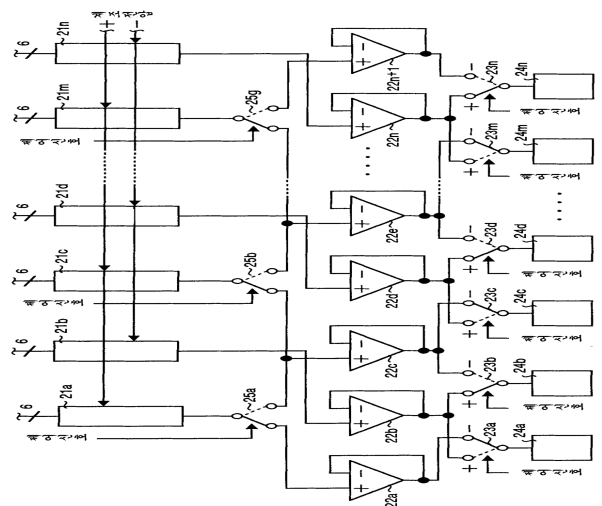 계조전압
+
−
6
21n
6
21m
6
21d
6
21c
6
21b
6
21a
제어신호
25g
제어신호
25b
제어신호
25a
−
+
22n+1
−
+
22n
−
+
22e
−
+
22d
−
+
22c
−
+
22b
−
+
22a
−
+
23n
24n
제어신호
−
+
23m
24m
제어신호
−
+
23d
24d
제어신호
−
+
23c
24c
제어신호
−
+
23b
24b
제어신호
−
+
23a
24a
제어신호